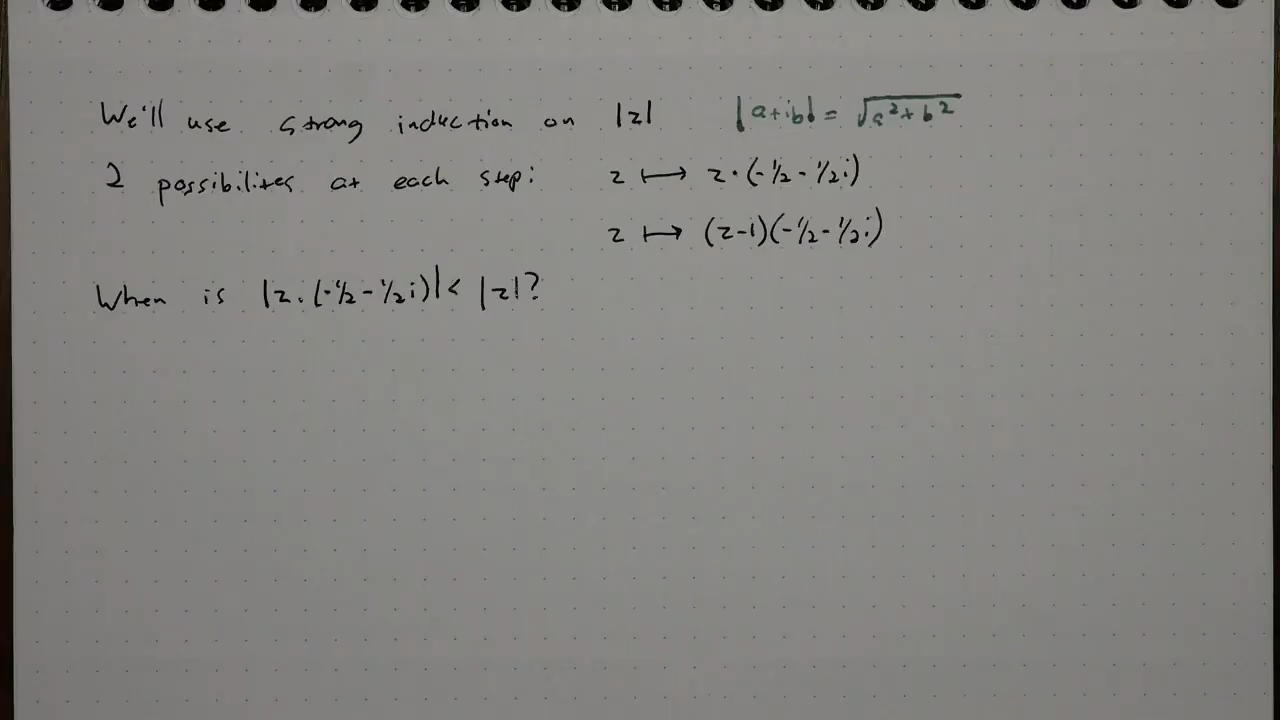 We'll use strong induction on |z| |a+ib| = √a²+b²
2 possibilites at each step: z ↦ z·(-1/2 - 1/2i)
z ↦ (z-1)(-1/2 - 1/2i)
When is |z·(-1/2 - 1/2i)| < |z|?